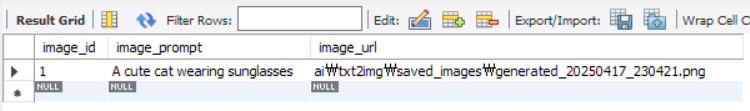 Result Grid Filter Rows: Edit: Export/Import: Wrap Cell C
image_id image_prompt image_url
1 A cute cat wearing sunglasses ai₩txt2img₩saved_images₩generated_20250417_230421.png
NULL NULL NULL